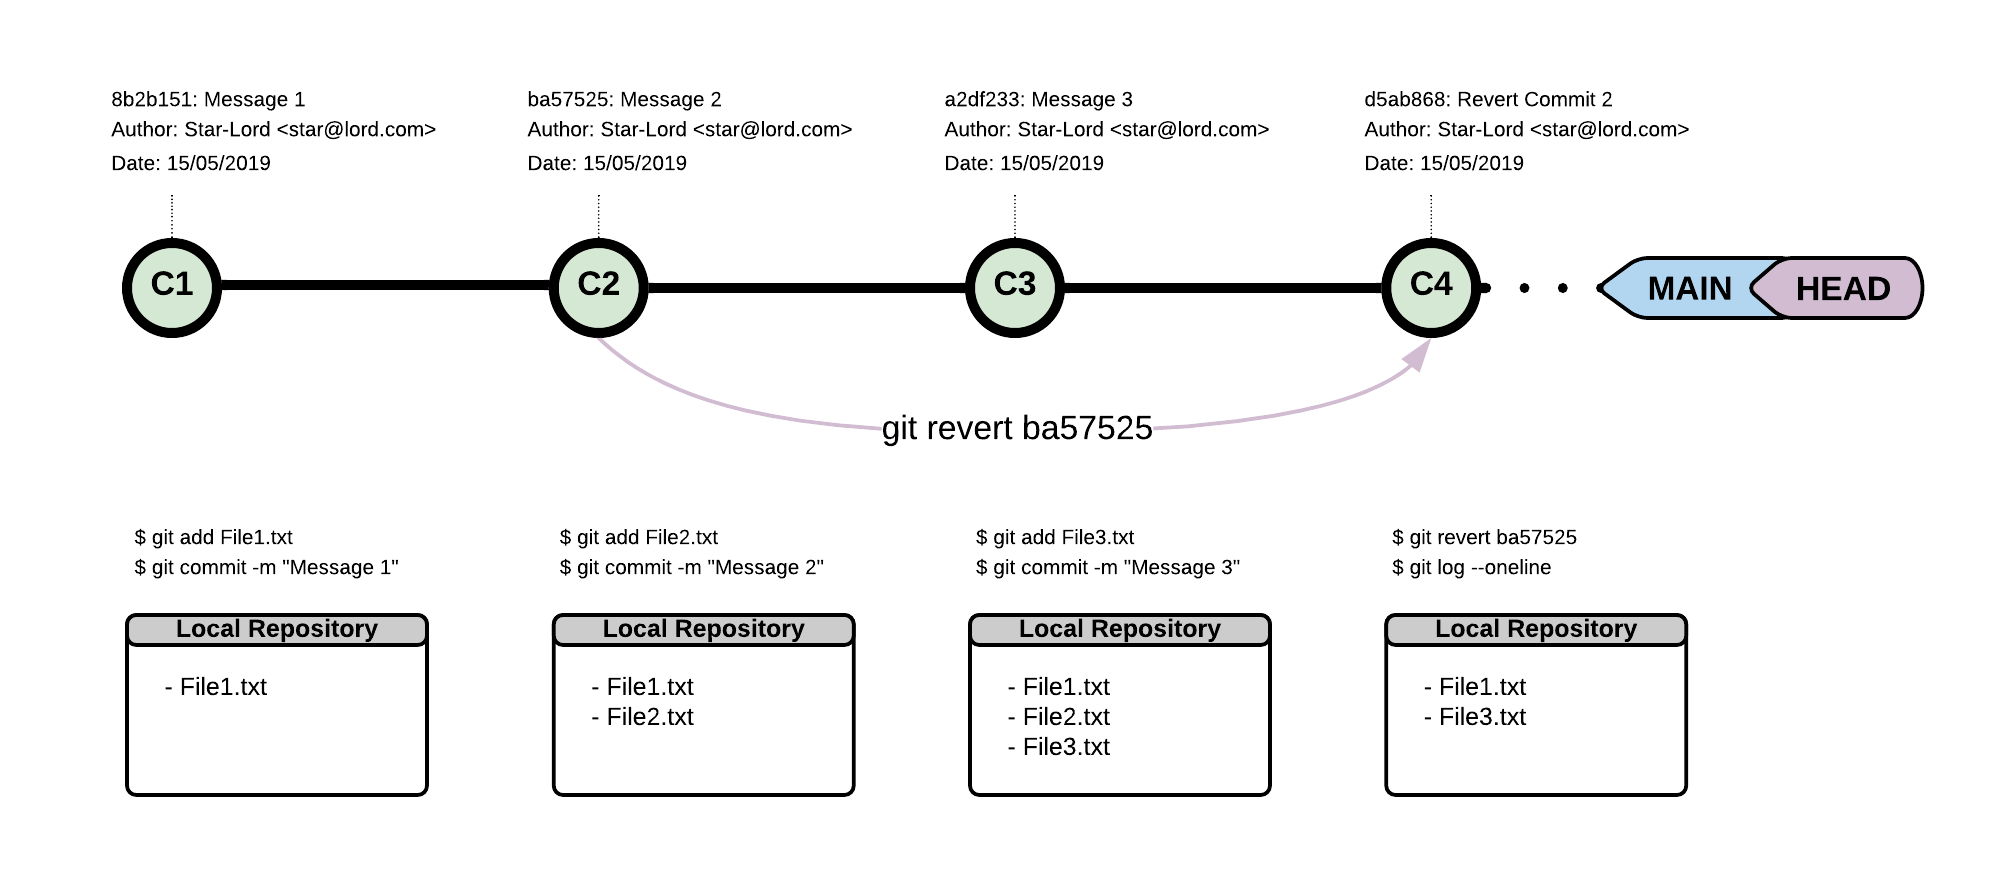 8b2b151: Message 1
Author: Star-Lord <star@lord.com>
Date: 15/05/2019
ba57525: Message 2
Author: Star-Lord <star@lord.com>
Date: 15/05/2019
a2df233: Message 3
Author: Star-Lord <star@lord.com>
Date: 15/05/2019
d5ab868: Revert Commit 2
Author: Star-Lord <star@lord.com>
Date: 15/05/2019
C1
C2
C3
C4
MAIN
HEAD
git revert ba57525
$ git add File1.txt
$ git commit -m "Message 1"
$ git add File2.txt
$ git commit -m "Message 2"
$ git add File3.txt
$ git commit -m "Message 3"
$ git revert ba57525
$ git log --oneline
Local Repository
- File1.txt
Local Repository
- File1.txt
- File2.txt
Local Repository
- File1.txt
- File2.txt
- File3.txt
Local Repository
- File1.txt
- File3.txt